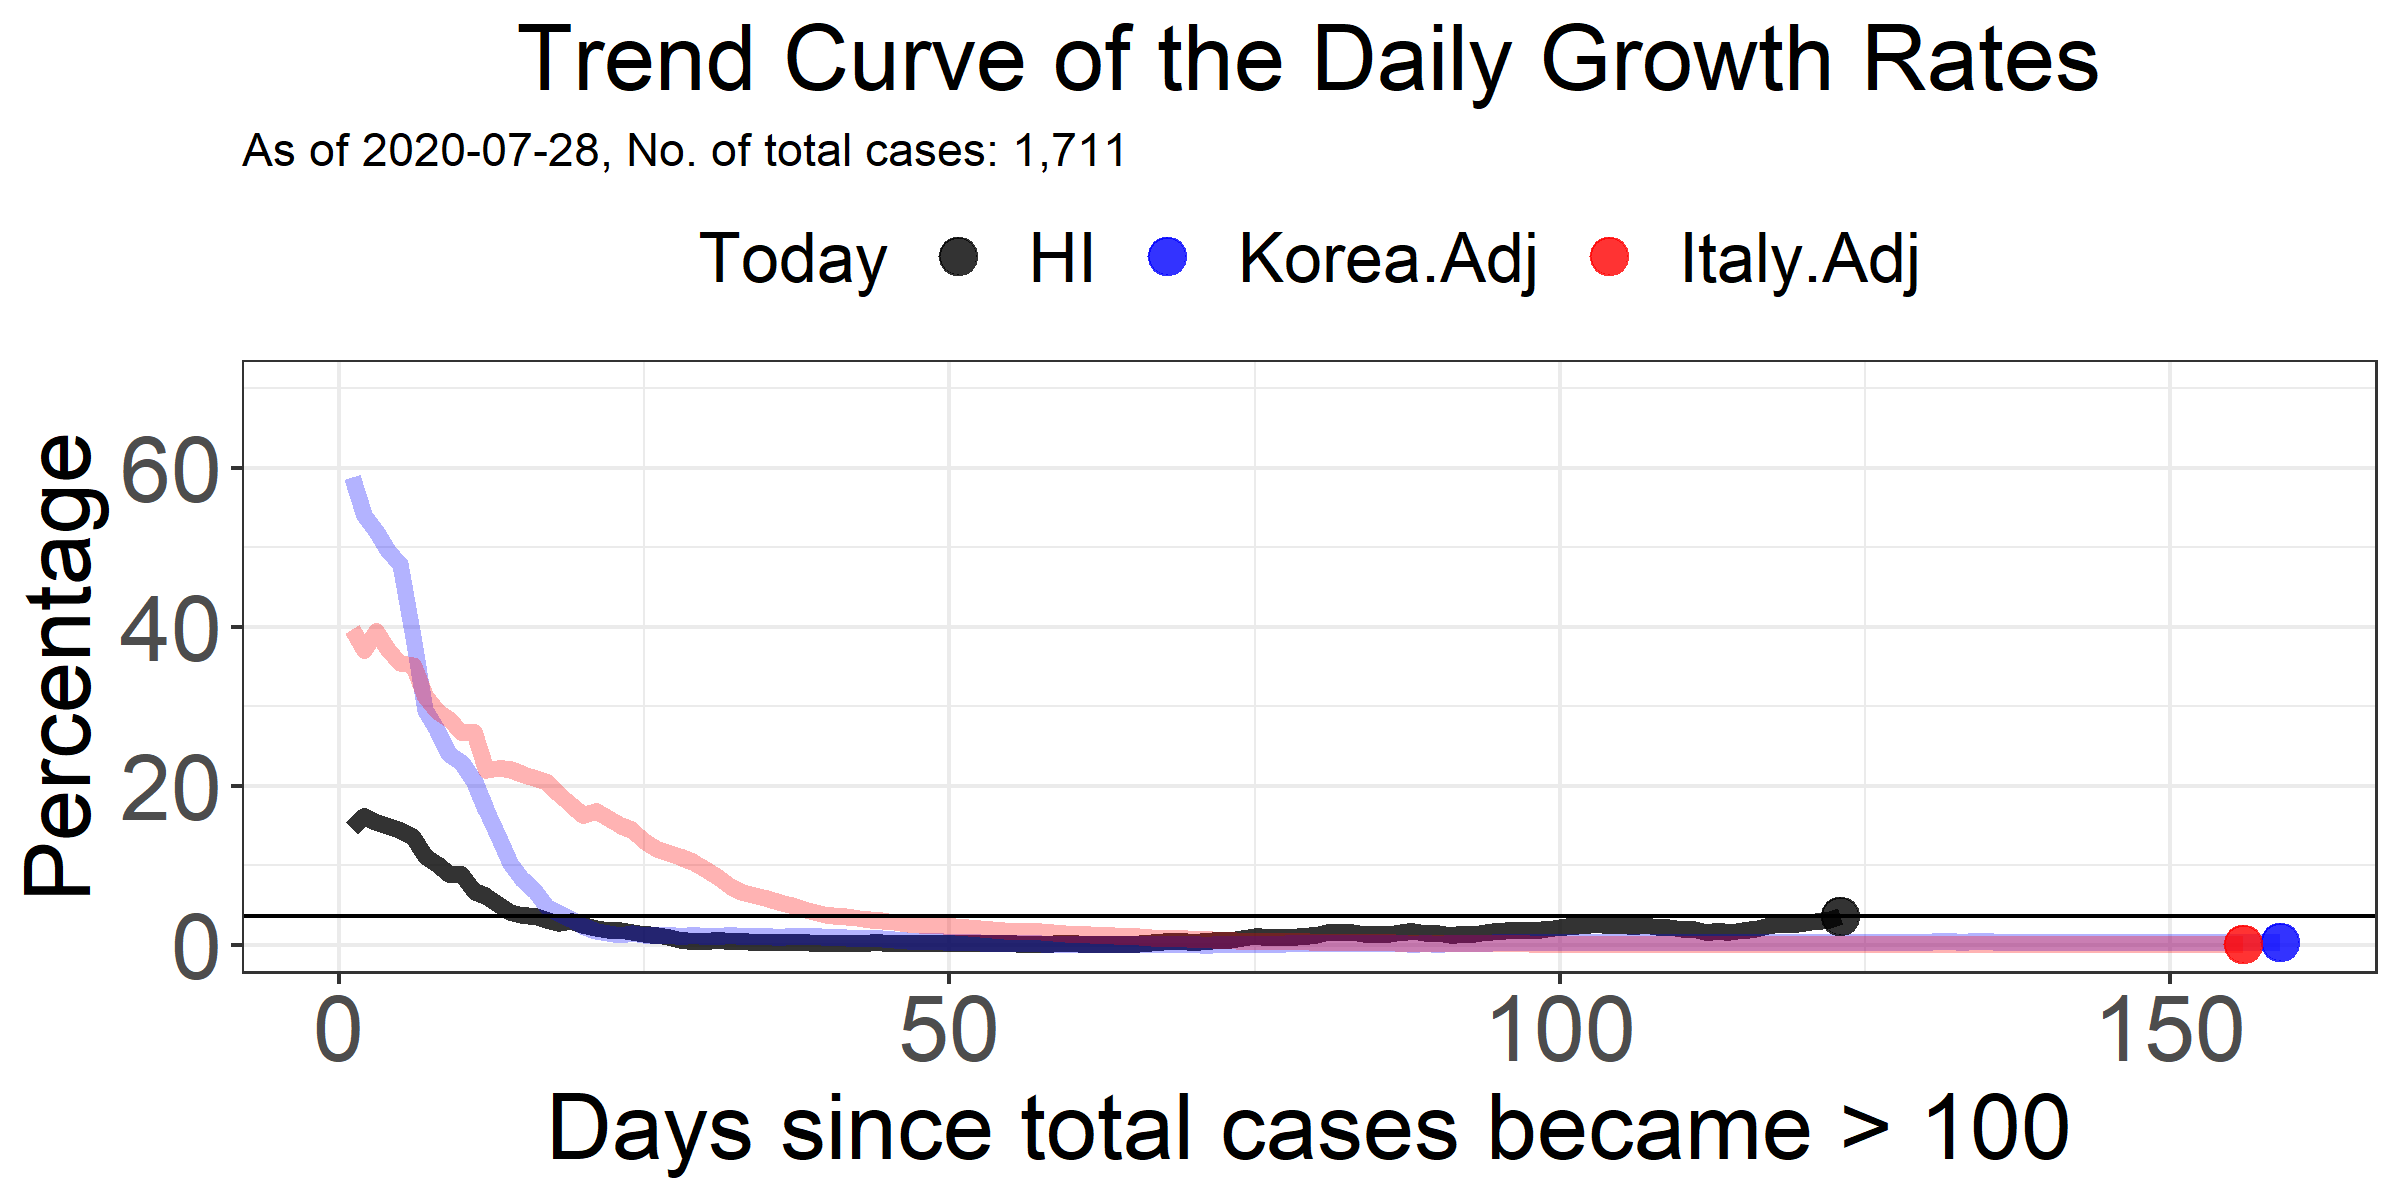 Trend Curve of the Daily Growth Rates
As of 2020-07-28, No. of total cases: 1,711
Today HI Korea.Adj Italy.Adj
Percentage
60
40
20
0
0 50 100 150
Days since total cases became > 100